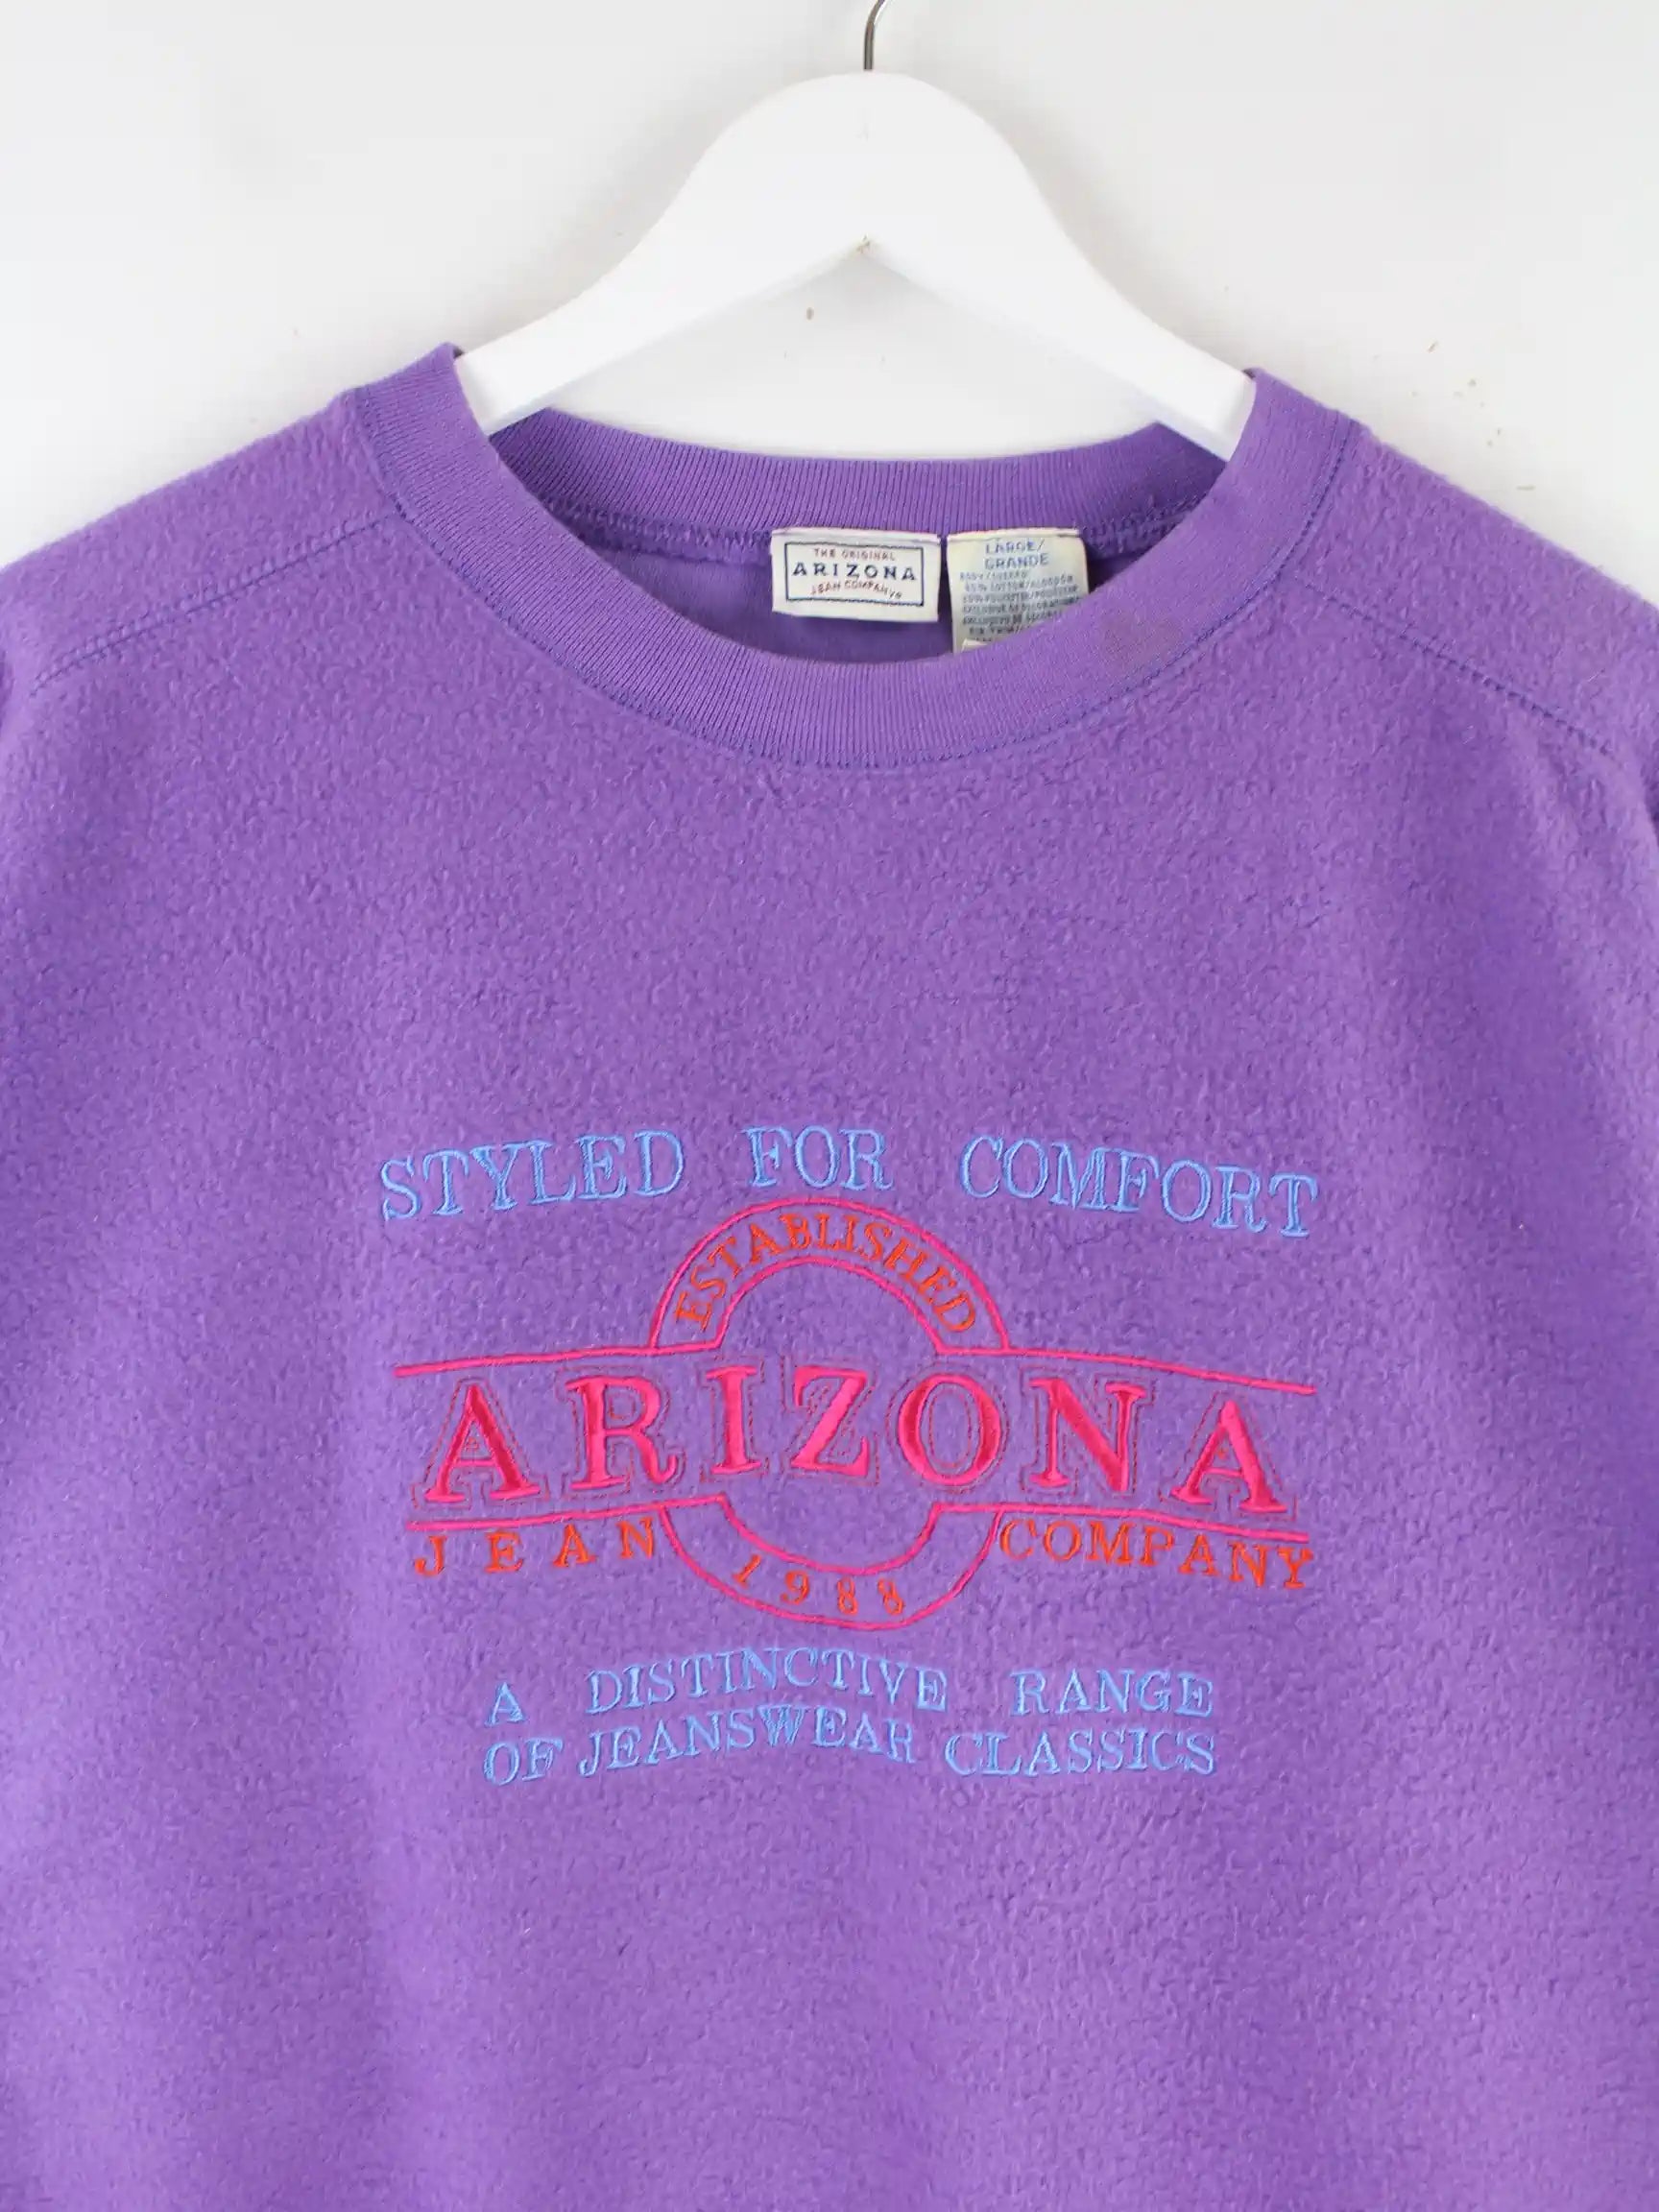 THE ORIGINAL
ARIZONA
JEAN COMPANY®
LARGE/
GRANDE
STYLED FOR COMFORT
ESTABLISHED
ARIZONA
JEAN COMPANY
1988
A DISTINCTIVE RANGE
OF JEANSWEAR CLASSICS